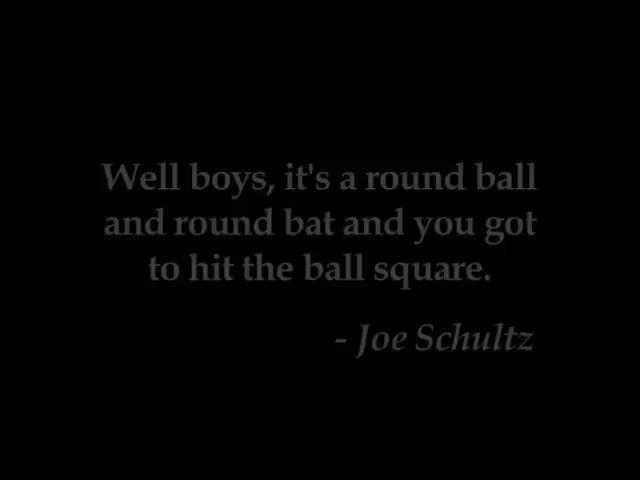 Well boys, it's a round ball
and round bat and you got
to hit the ball square.
- Joe Schultz